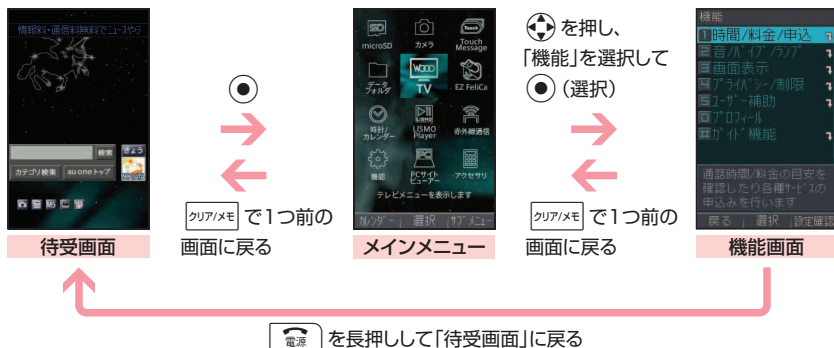 情報料・通信料無料でニュースやら
検索
きょう
カテゴリ検索
au one トップ
待受画面
クリア/メモ で1つ前の
画面に戻る
microSD
カメラ
Touch Message
データフォルダ
Wooo TV
EZ FeliCa
時計/カレンダー
LISMO Player
赤外線通信
機能
PCサイトビューアー
アクセサリ
テレビメニューを表示します
カレンダー 選択 サブメニュー
メインメニュー
を押し、
「機能」を選択して
(選択)
クリア/メモ で1つ前の
画面に戻る
機能
1 時間/料金/申込
2 音/バイブ/ランプ
3 画面表示
4 プライバシー/制限
5 ユーザー補助
0 プロフィール
# ガイド機能
通話時間/料金の目安を
確認したり各種サービスの
申込みを行います
戻る 選択 設定確認
機能画面
電源 を長押しして「待受画面」に戻る